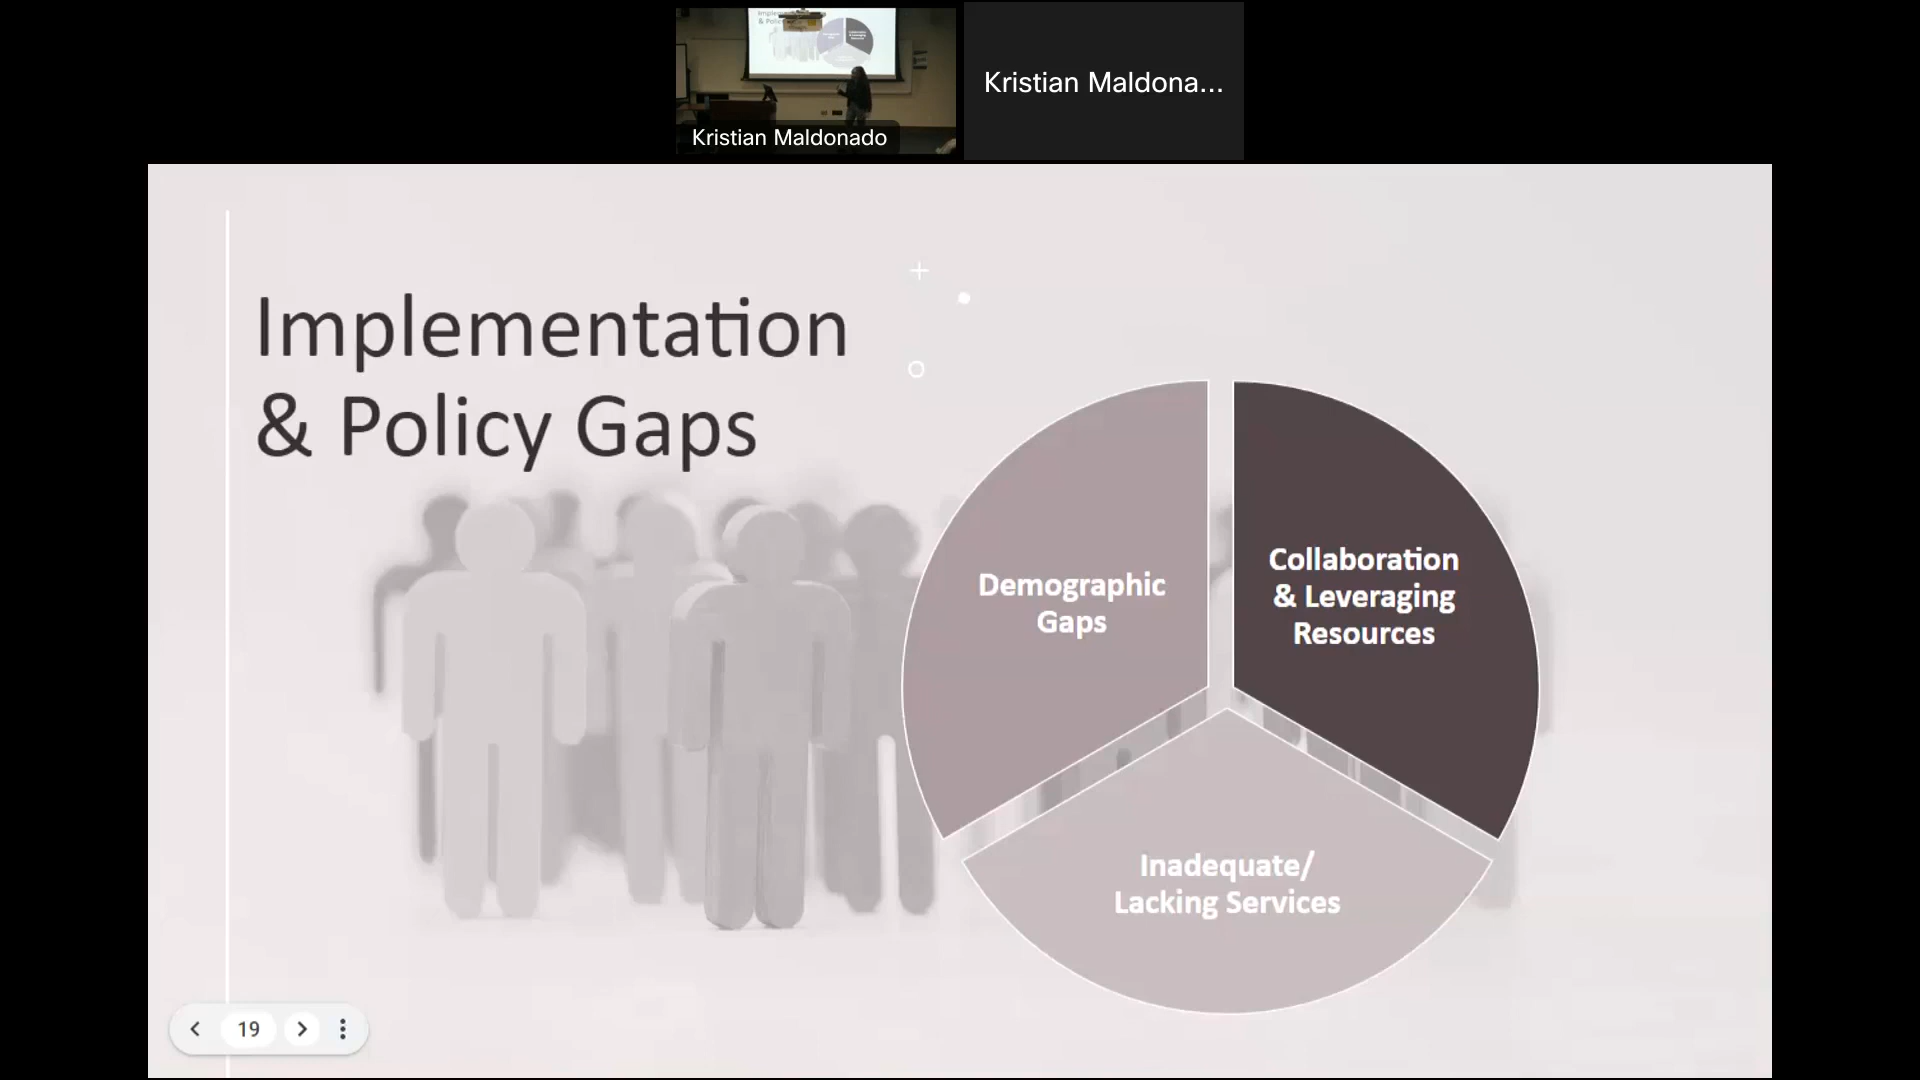 Kristian Maldonado
Kristian Maldona...
Implementation
& Policy Gaps
Demographic
Gaps
Collaboration
& Leveraging
Resources
Inadequate/
Lacking Services
19